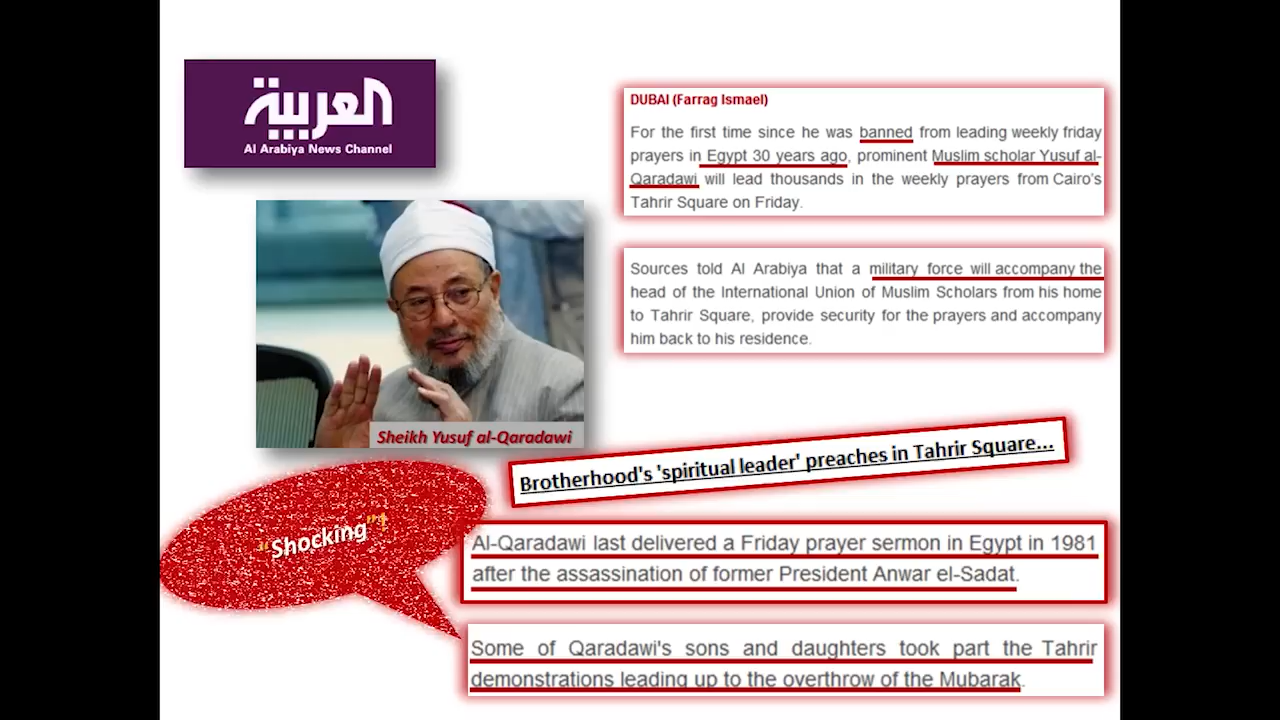 العربية
Al Arabiya News Channel
DUBAI (Farrag Ismael)
For the first time since he was banned from leading weekly friday
prayers in Egypt 30 years ago, prominent Muslim scholar Yusuf al-
Qaradawi will lead thousands in the weekly prayers from Cairo's
Tahrir Square on Friday.
Sources told Al Arabiya that a military force will accompany the
head of the International Union of Muslim Scholars from his home
to Tahrir Square, provide security for the prayers and accompany
him back to his residence.
Sheikh Yusuf al-Qaradawi
Brotherhood's 'spiritual leader' preaches in Tahrir Square...
"Shocking"!
Al-Qaradawi last delivered a Friday prayer sermon in Egypt in 1981
after the assassination of former President Anwar el-Sadat.
Some of Qaradawi's sons and daughters took part the Tahrir
demonstrations leading up to the overthrow of the Mubarak.